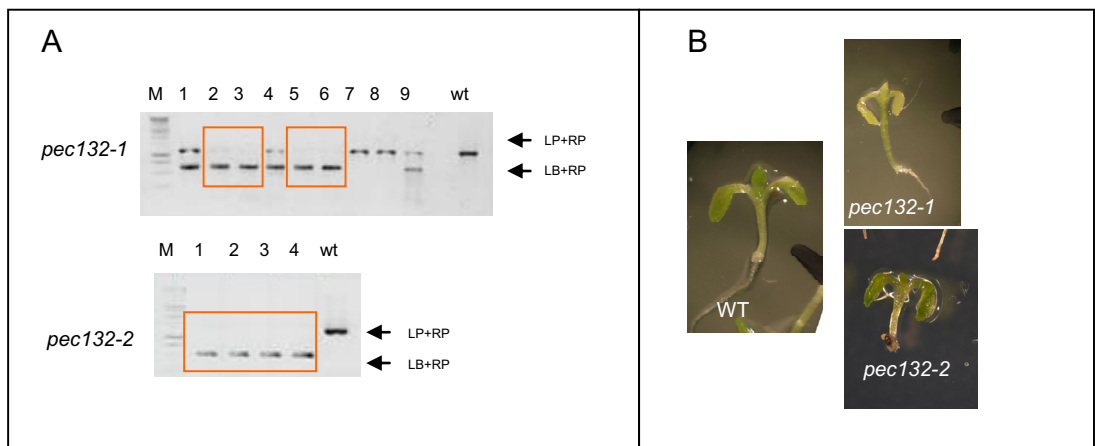 A
M 1 2 3 4 5 6 7 8 9 wt
pec132-1
LP+RP
LB+RP
M 1 2 3 4 wt
pec132-2
LP+RP
LB+RP
B
WT
pec132-1
pec132-2